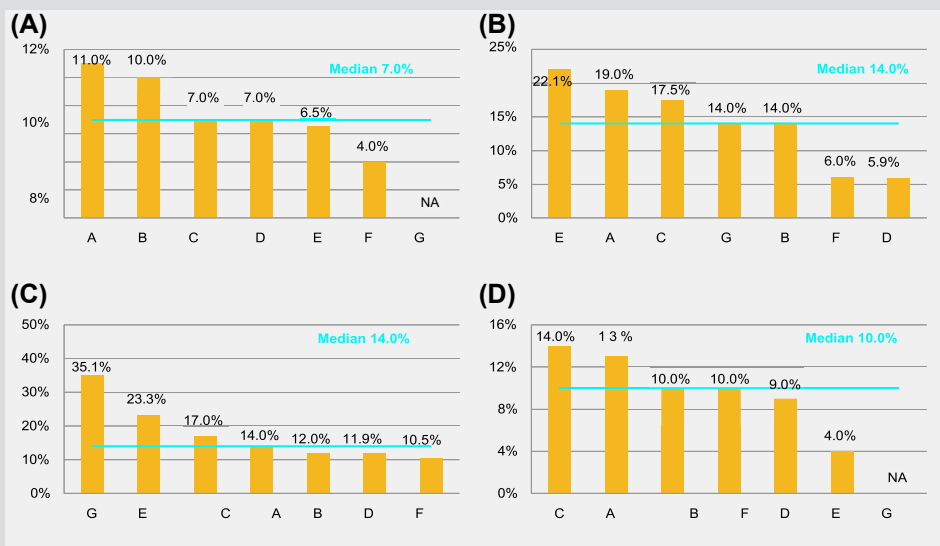 (A)
12%
10%
8%
11.0% 10.0% 7.0% 7.0% 6.5% 4.0% NA
Median 7.0%
A B C D E F G
(B)
25%
20%
15%
10%
5%
0%
22.1% 19.0% 17.5% 14.0% 14.0% 6.0% 5.9%
Median 14.0%
E A C G B F D
(C)
50%
40%
30%
20%
10%
0%
35.1% 23.3% 17.0% 14.0% 12.0% 11.9% 10.5%
Median 14.0%
G E C A B D F
(D)
16%
12%
8%
4%
0%
14.0% 1 3 % 10.0% 10.0% 9.0% 4.0% NA
Median 10.0%
C A B F D E G